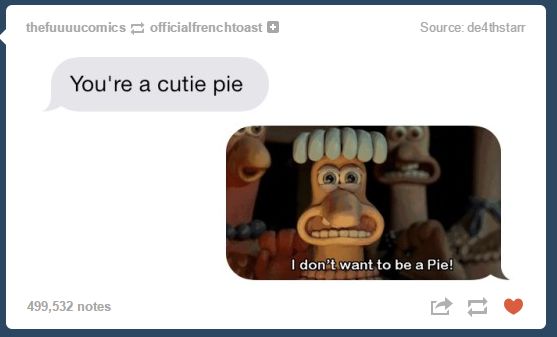 thefuuuucomics officialfrenchtoast Source: de4thstarr
You're a cutie pie
I don't want to be a Pie!
499,532 notes